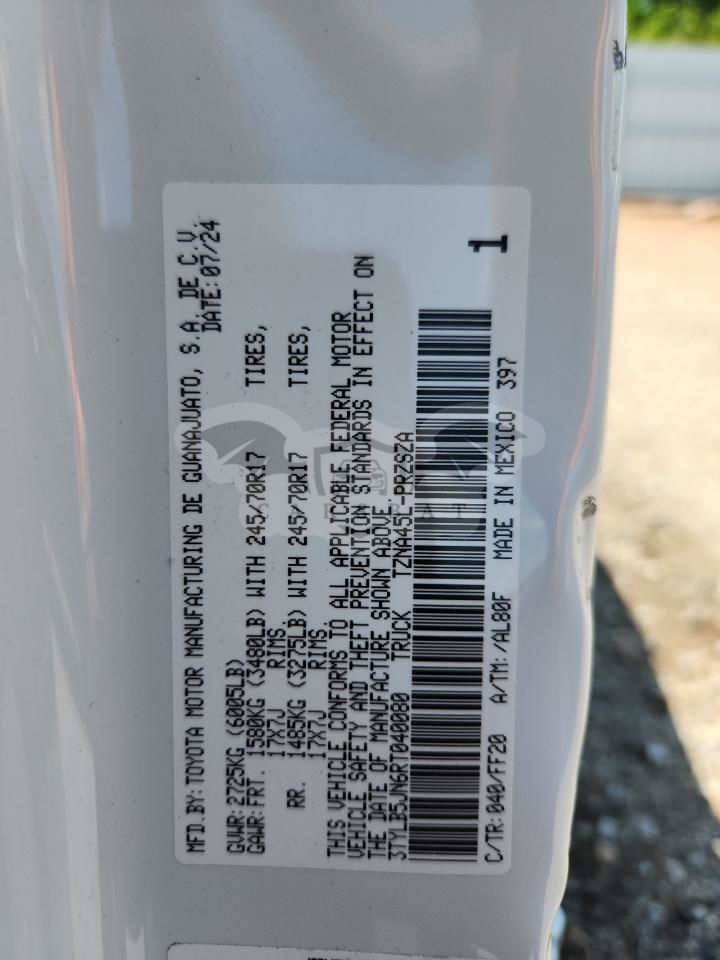 MFD.BY: TOYOTA MOTOR MANUFACTURING DE GUANAJUATO, S.A. DE C.V.
DATE: 07/24
GVWR: 2725KG (6005LB)
GAWR: FRT. 1580KG (3480LB) WITH 245/70R17 TIRES,
17X7J RIMS.
RR. 1485KG (3275LB) WITH 245/70R17 TIRES,
17X7J RIMS.
THIS VEHICLE CONFORMS TO ALL APPLICABLE FEDERAL MOTOR
VEHICLE SAFETY AND THEFT PREVENTION STANDARDS IN EFFECT ON
THE DATE OF MANUFACTURE SHOWN ABOVE.
3TYLB5JN6RT040080 TRUCK TZNA45L-PRZSZA
1
C/TR: 040/FF20 A/TM: /AL80F MADE IN MEXICO 397